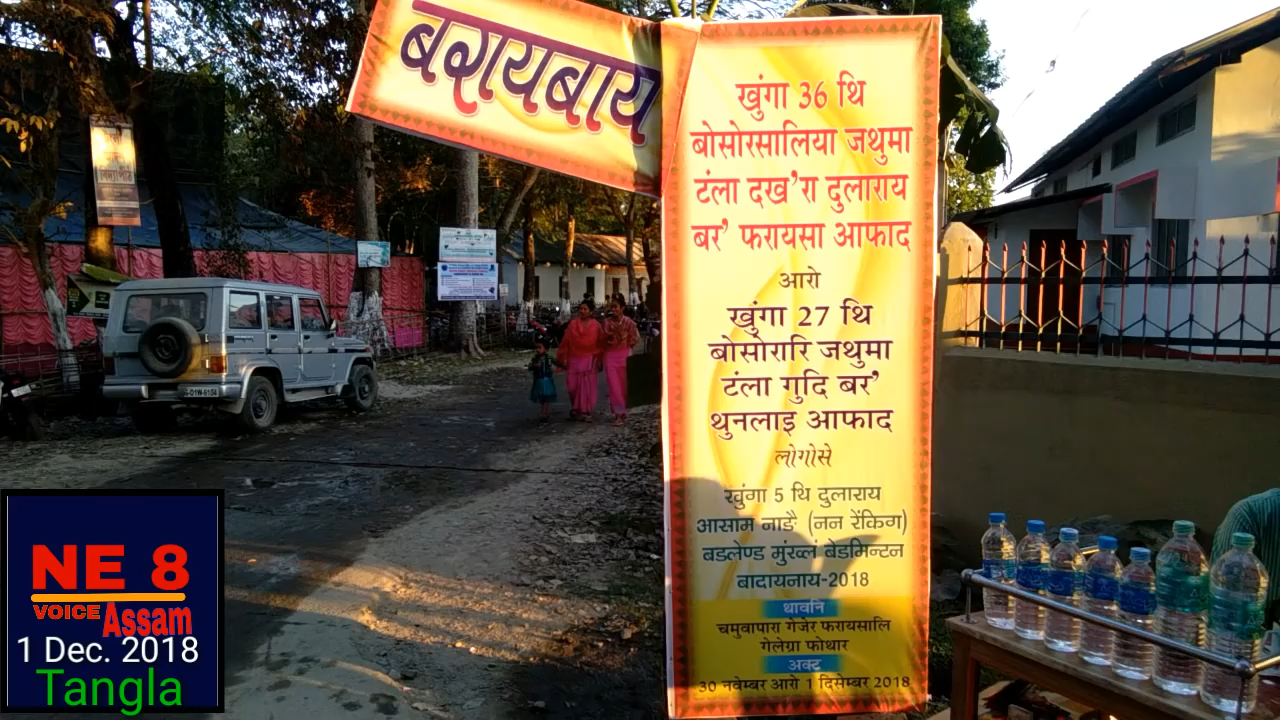 बरायबाय
खुंगा 36 थि
बोसोरसालिया जथुमा
टंला दख'रा दुलाराय
बर' फरायसा आफाद
आरो
खुंगा 27 थि
बोसोरारि जथुमा
टंला गुदि बर'
थुनलाइ आफाद
लोगोसे
खुंगा 5 थि दुलाराय
आसाम नाङै (नन रेंकिंग)
बडलेण्ड मुंख्लं बेडमिन्टन
बादायनाय-2018
थावनि
चमुवापारा गेजेर फरायसालि
गेलेग्रा फोथार
अक्ट
30 नवेम्बर आरो 1 दिसेम्बर 2018
NE 8
VOICE Assam
1 Dec. 2018
Tangla